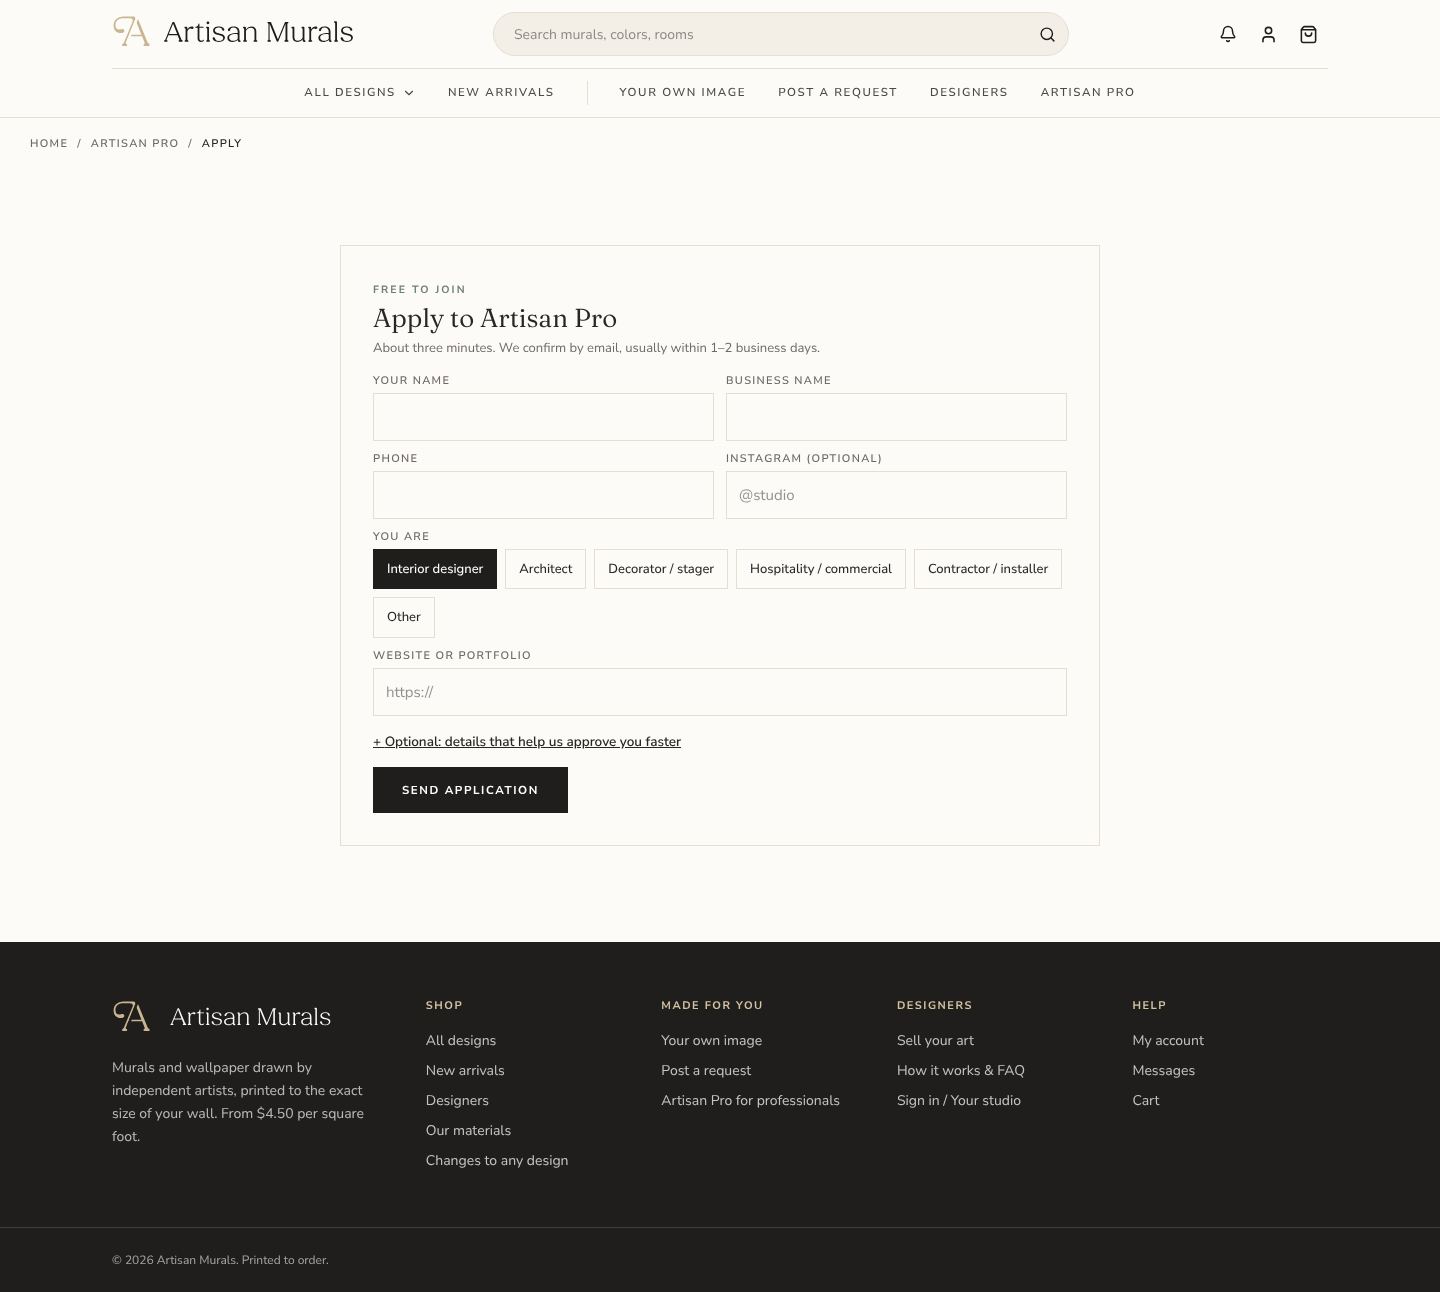 Artisan Murals
Search murals, colors, rooms
ALL DESIGNS NEW ARRIVALS YOUR OWN IMAGE POST A REQUEST DESIGNERS ARTISAN PRO
HOME / ARTISAN PRO / APPLY
FREE TO JOIN
Apply to Artisan Pro
About three minutes. We confirm by email, usually within 1–2 business days.
YOUR NAME BUSINESS NAME
PHONE INSTAGRAM (OPTIONAL)
@studio
YOU ARE
Interior designer Architect Decorator / stager Hospitality / commercial Contractor / installer
Other
WEBSITE OR PORTFOLIO
https://
+ Optional: details that help us approve you faster
SEND APPLICATION
Artisan Murals
Murals and wallpaper drawn by
independent artists, printed to the exact
size of your wall. From $4.50 per square
foot.
SHOP
All designs
New arrivals
Designers
Our materials
Changes to any design
MADE FOR YOU
Your own image
Post a request
Artisan Pro for professionals
DESIGNERS
Sell your art
How it works & FAQ
Sign in / Your studio
HELP
My account
Messages
Cart
© 2026 Artisan Murals. Printed to order.